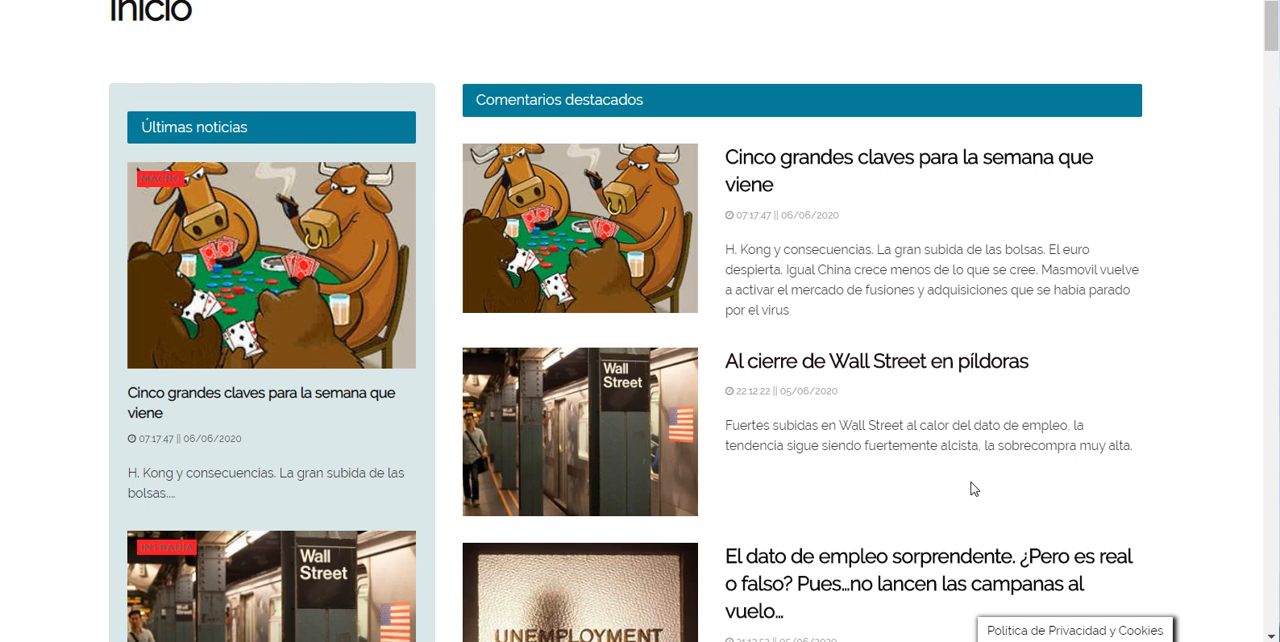 Inicio
Últimas noticias
MACRO
Cinco grandes claves para la semana que
viene
07:17:47 || 06/06/2020
H. Kong y consecuencias. La gran subida de las
bolsas....
INTRADIA
Wall
Street
Comentarios destacados
Cinco grandes claves para la semana que
viene
07:17:47 || 06/06/2020
H. Kong y consecuencias. La gran subida de las bolsas. El euro
despierta. Igual China crece menos de lo que se cree. Masmovil vuelve
a activar el mercado de fusiones y adquisiciones que se habia parado
por el virus
Wall
Street
Al cierre de Wall Street en píldoras
22:12:22 || 05/06/2020
Fuertes subidas en Wall Street al calor del dato de empleo, la
tendencia sigue siendo fuertemente alcista, la sobrecompra muy alta.
UNEMPLOYMENT
El dato de empleo sorprendente. ¿Pero es real
o falso? Pues…no lancen las campanas al
vuelo…
21:13:52 || 05/06/2020
Política de Privacidad y Cookies